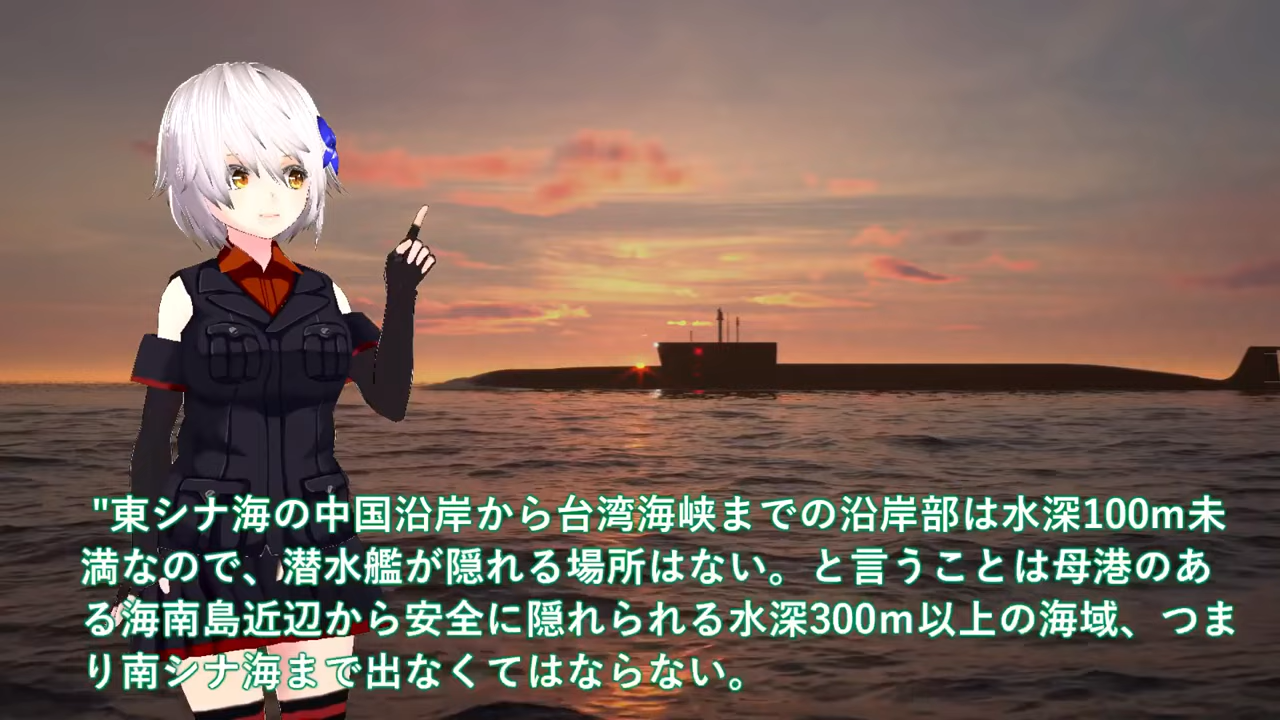 "東シナ海の中国沿岸から台湾海峡までの沿岸部は水深100m未
満なので、潜水艦が隠れる場所はない。と言うことは母港のあ
る海南島近辺から安全に隠れられる水深300m以上の海域、つま
り南シナ海まで出なくてはならない。